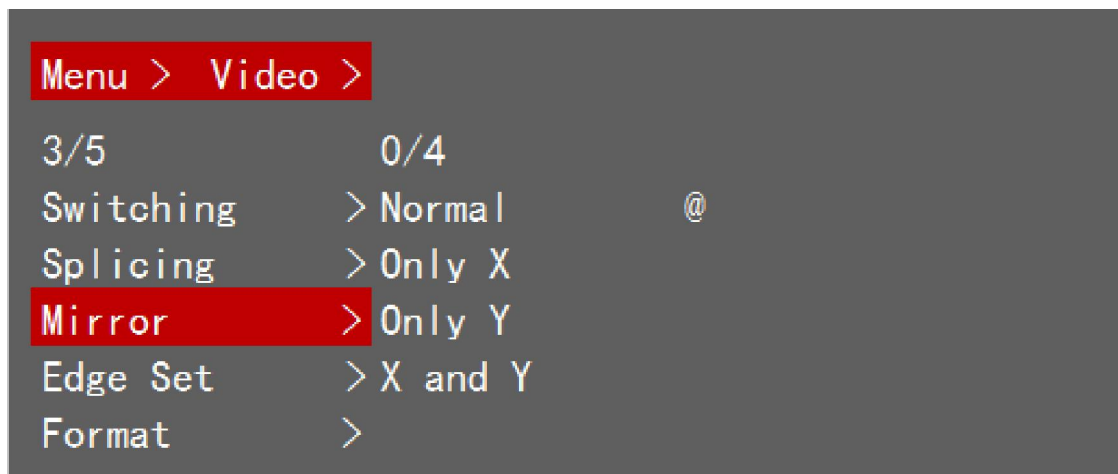 Menu > Video >
3/5 0/4
Switching > Normal @
Splicing > Only X
Mirror > Only Y
Edge Set > X and Y
Format >